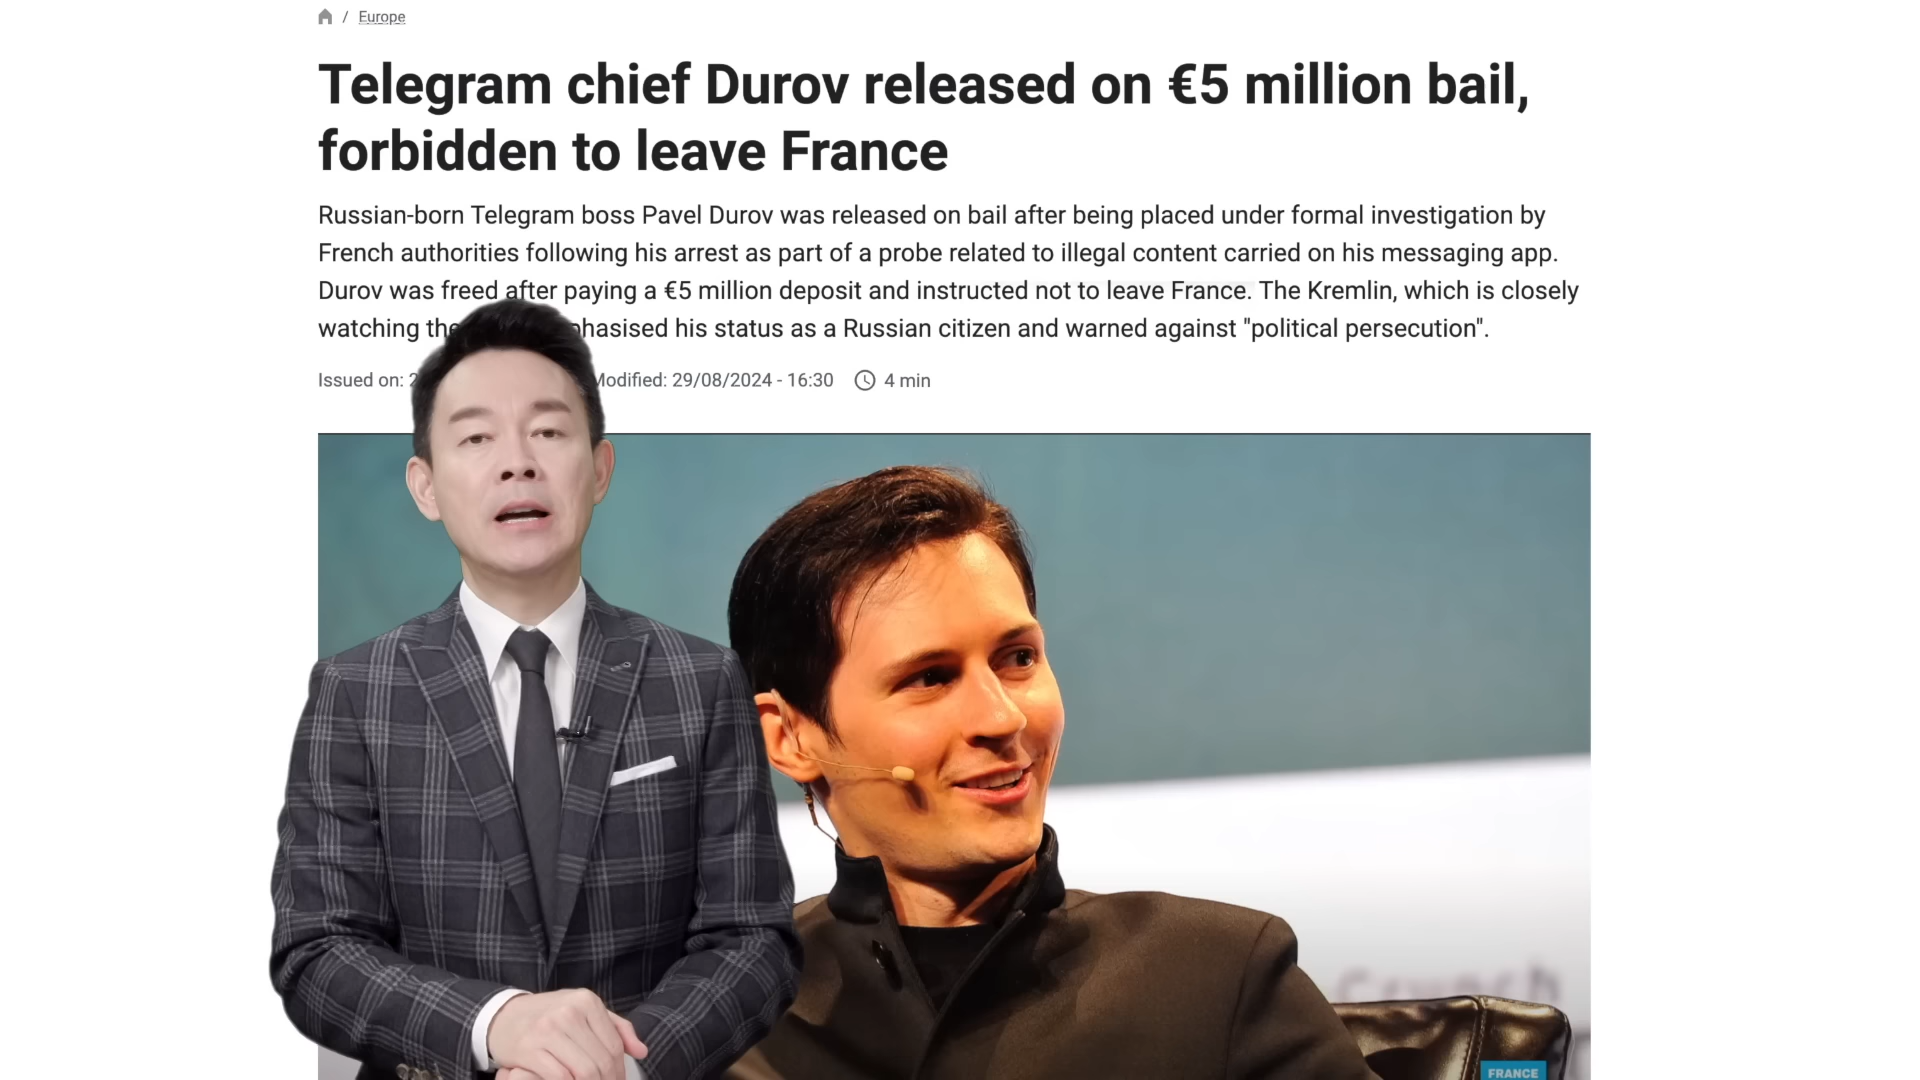 / Europe
Telegram chief Durov released on €5 million bail,
forbidden to leave France
Russian-born Telegram boss Pavel Durov was released on bail after being placed under formal investigation by
French authorities following his arrest as part of a probe related to illegal content carried on his messaging app.
Durov was freed after paying a €5 million deposit and instructed not to leave France. The Kremlin, which is closely
watching his status as a Russian citizen and warned against "political persecution".
Issued on: Modified: 29/08/2024 - 16:30 4 min
Crunch
FRANCE